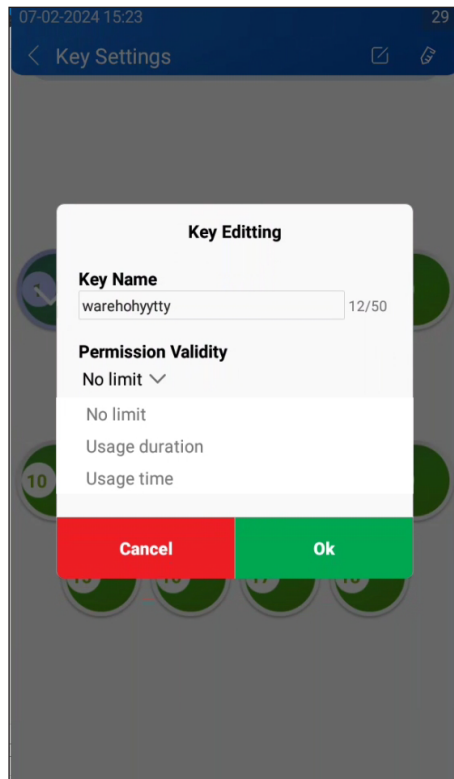 07-02-2024 15:23 29
Key Settings
Key Editting
Key Name
warehohyytty 12/50
Permission Validity
No limit
No limit
Usage duration
Usage time
10
Cancel Ok